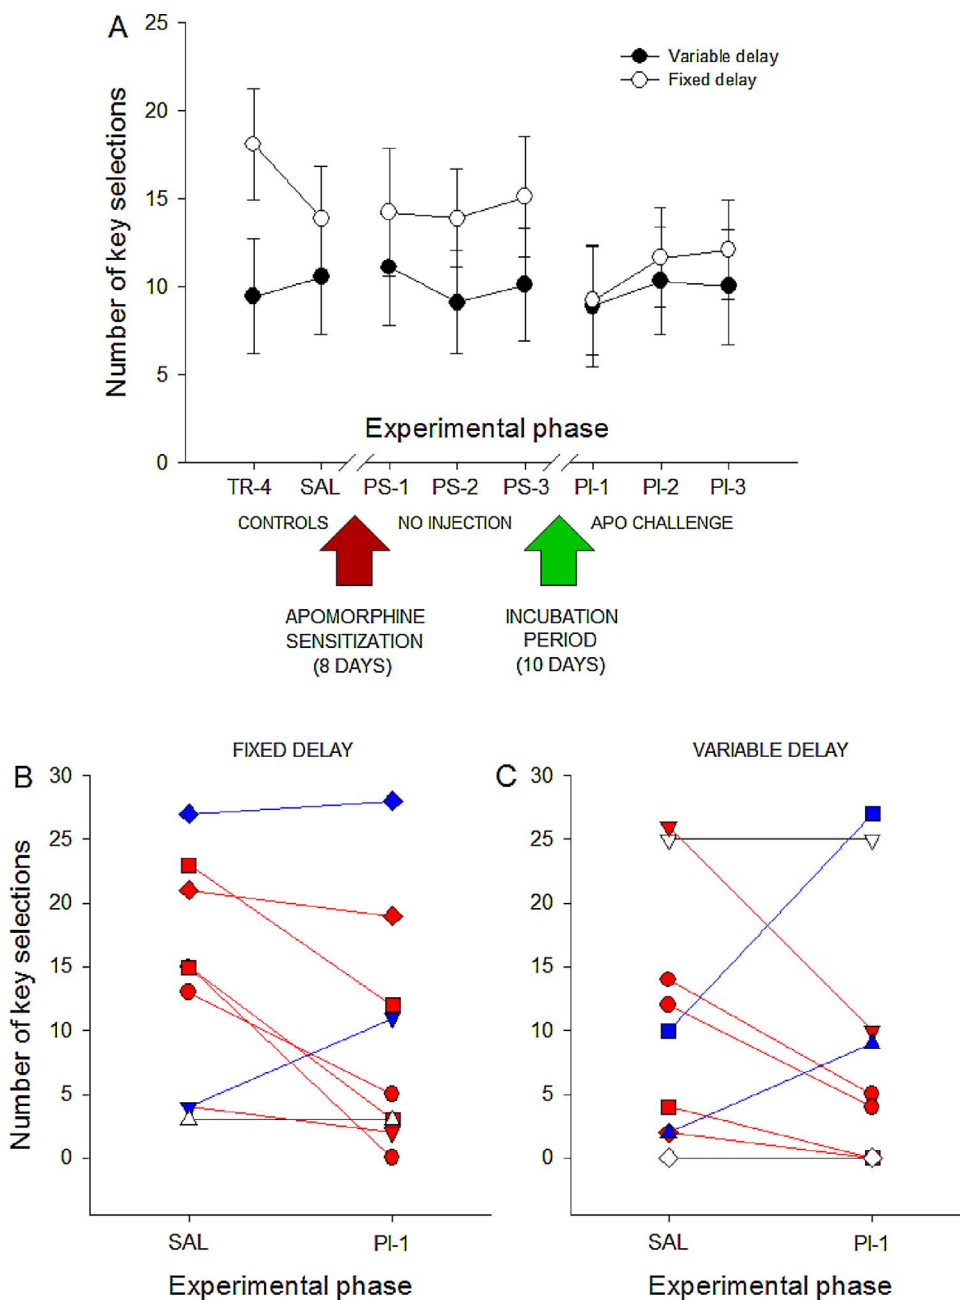 A
25
20
15
10
5
0
Number of key selections
Variable delay
Fixed delay
Experimental phase
TR-4 SAL PS-1 PS-2 PS-3 PI-1 PI-2 PI-3
CONTROLS NO INJECTION APO CHALLENGE
APOMORPHINE
SENSITIZATION
(8 DAYS)
INCUBATION
PERIOD
(10 DAYS)
B
FIXED DELAY
30
25
20
15
10
5
0
Number of key selections
SAL PI-1
Experimental phase
C
VARIABLE DELAY
30
25
20
15
10
5
0
SAL PI-1
Experimental phase